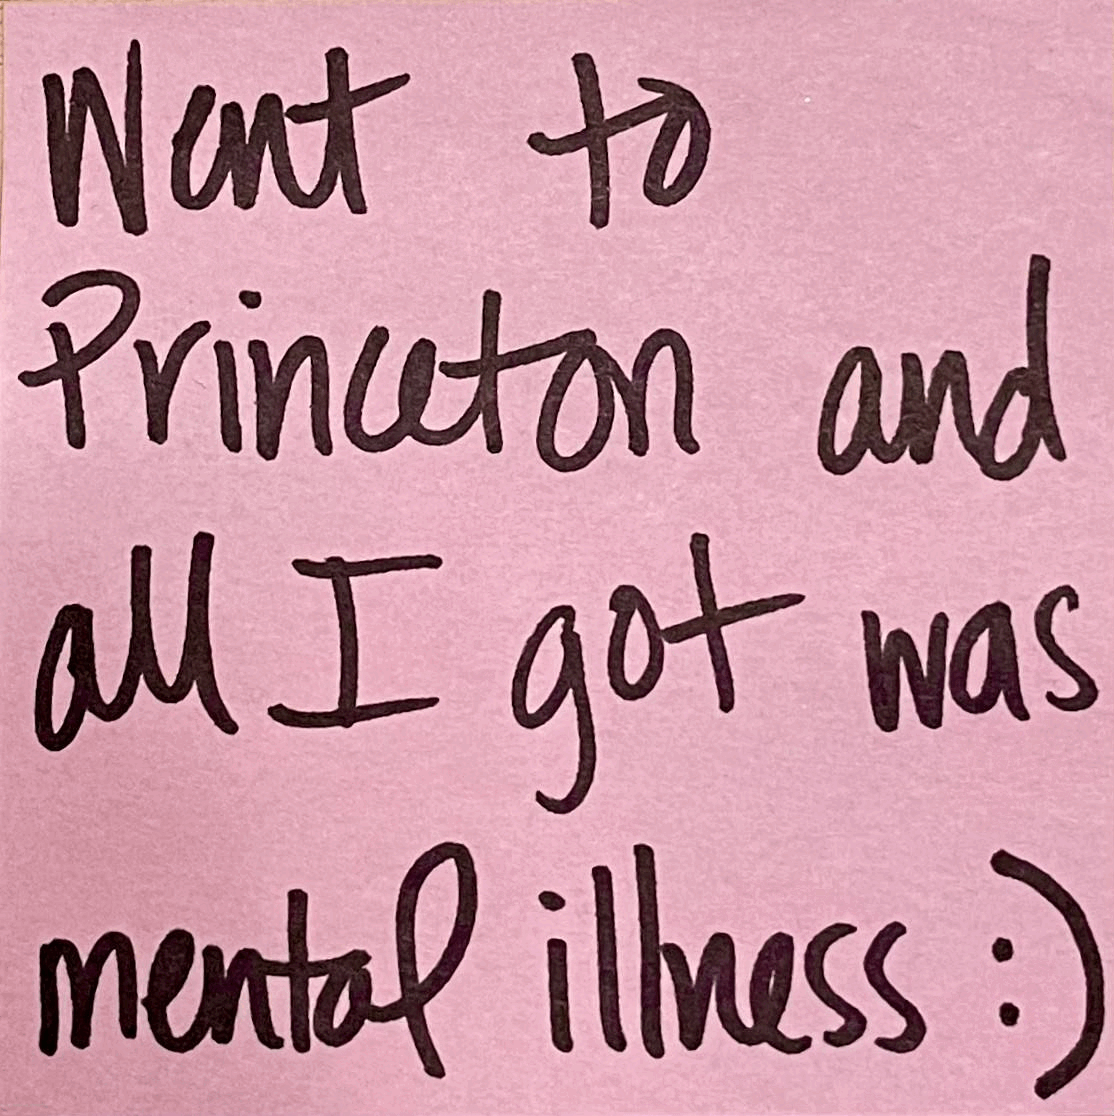 Went to
Princeton and
all I got was
mental illness :)